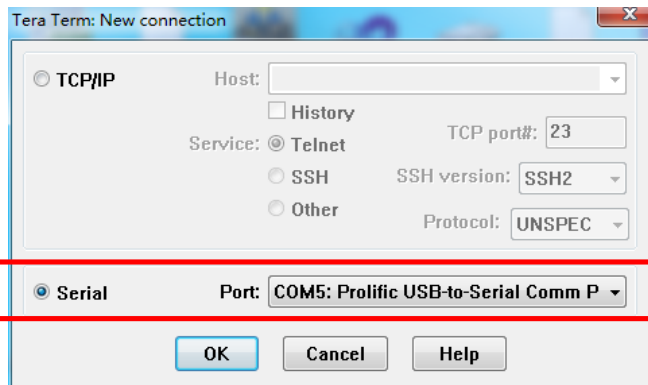 Tera Term: New connection
TCP/IP Host:
History
Service: Telnet TCP port#: 23
SSH SSH version: SSH2
Other Protocol: UNSPEC
Serial Port: COM5: Prolific USB-to-Serial Comm P
OK Cancel Help